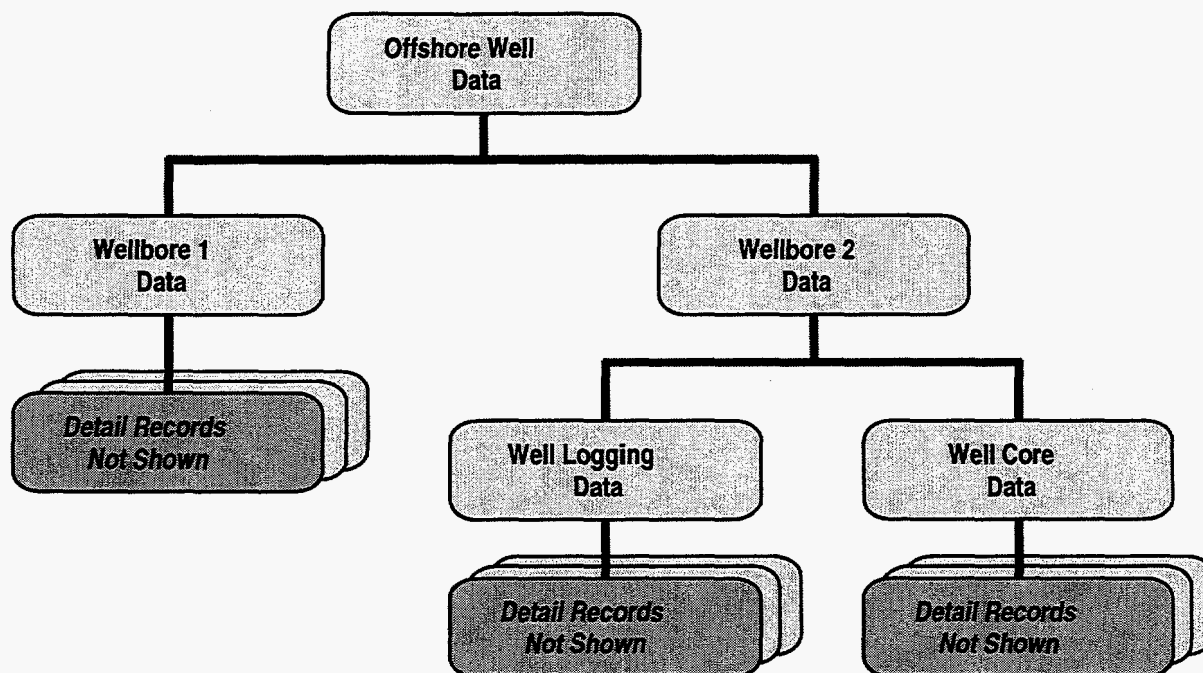 Offshore Well
Data
Wellbore 1
Data
Wellbore 2
Data
Detail Records
Not Shown
Well Logging
Data
Well Core
Data
Detail Records
Not Shown
Detail Records
Not Shown